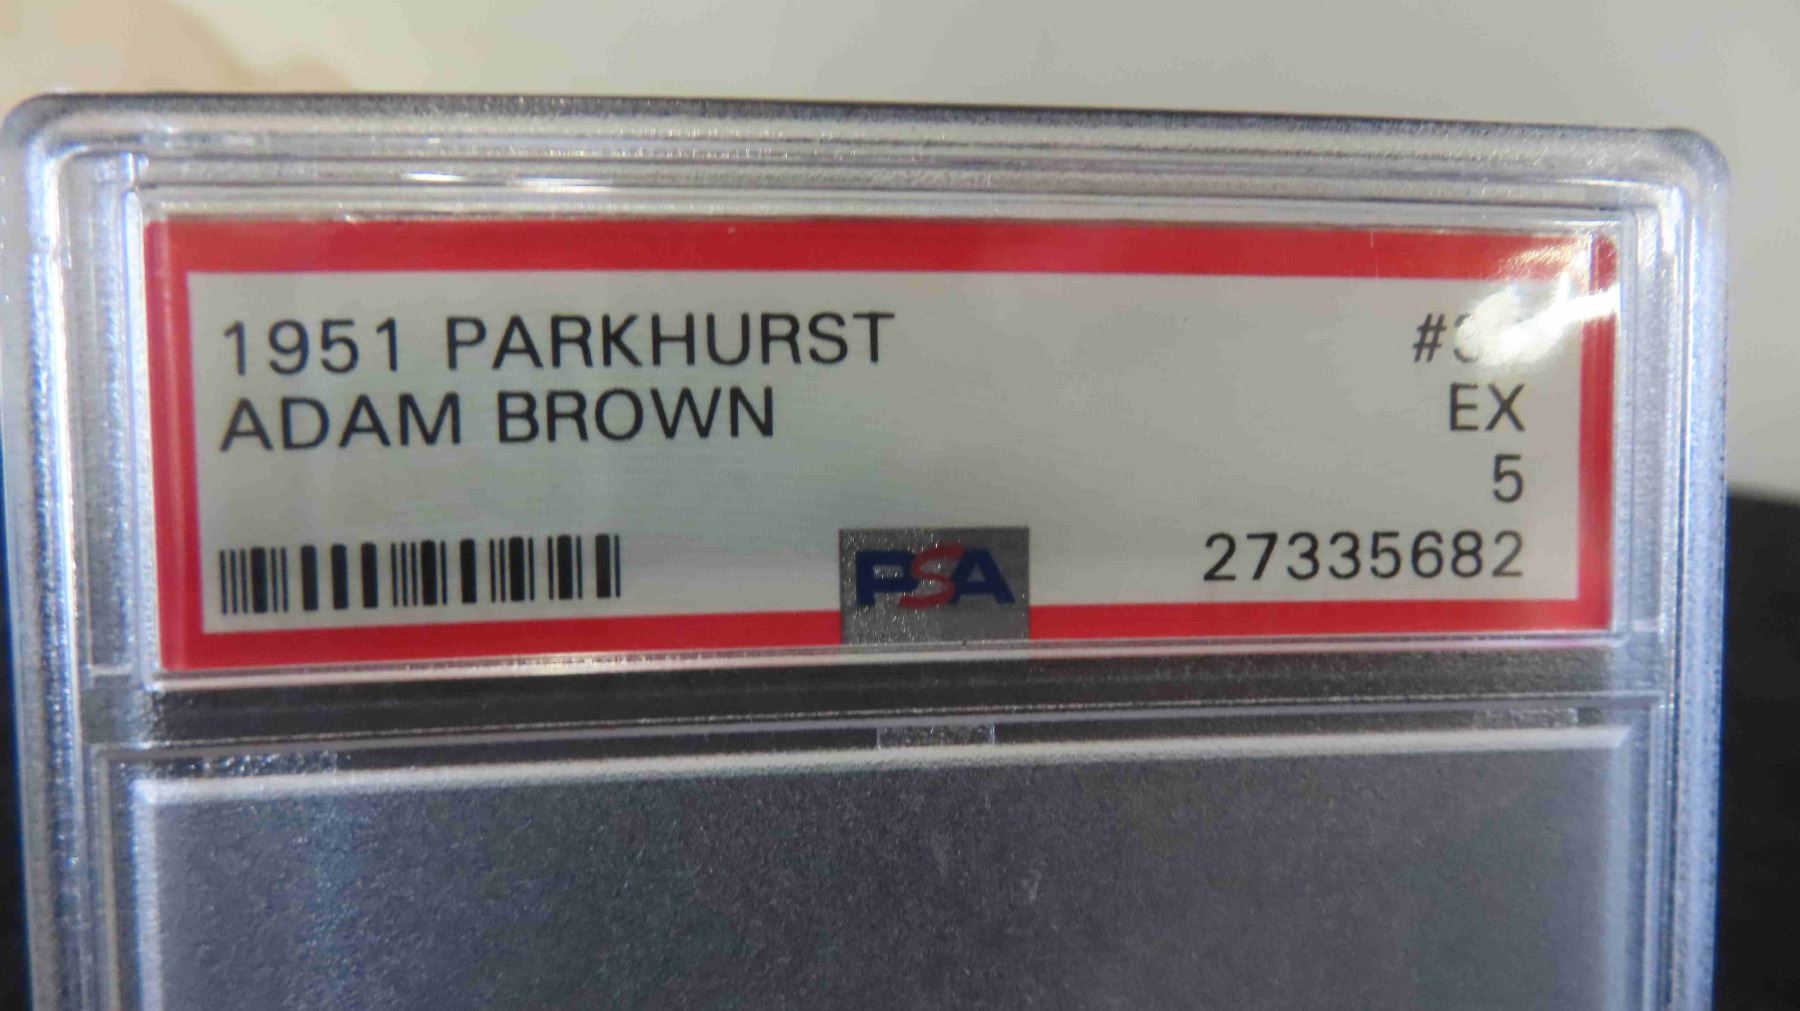 1951 PARKHURST
ADAM BROWN
EX
5
PSA
27335682